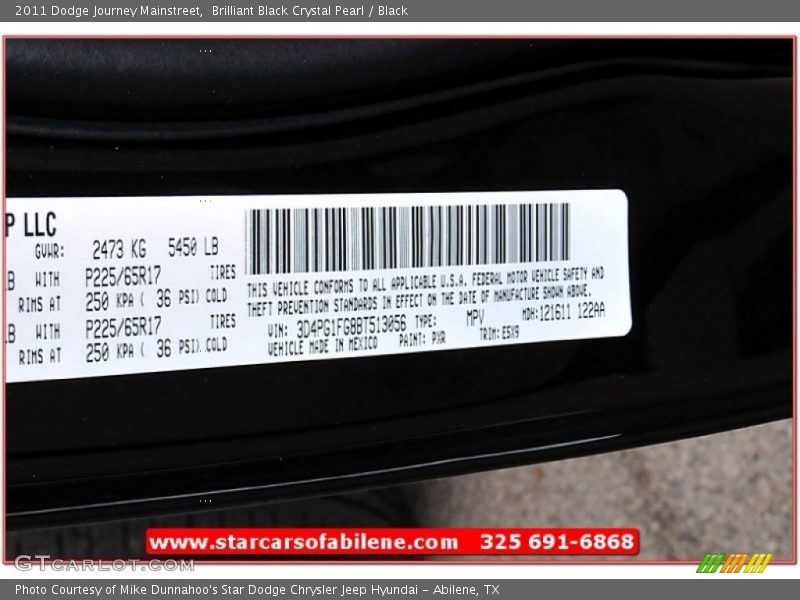 2011 Dodge Journey Mainstreet, Brilliant Black Crystal Pearl / Black
P LLC
GVWR: 2473 KG 5450 LB
B WITH P225/65R17 TIRES
RIMS AT 250 KPA ( 36 PSI) COLD
LB WITH P225/65R17 TIRES
RIMS AT 250 KPA ( 36 PSI) COLD
THIS VEHICLE CONFORMS TO ALL APPLICABLE U.S.A. FEDERAL MOTOR VEHICLE SAFETY AND
THEFT PREVENTION STANDARDS IN EFFECT ON THE DATE OF MANUFACTURE SHOWN ABOVE.
VIN: 3D4PG1FG8BT513056 TYPE: MPV MDH:121611 122AA
VEHICLE MADE IN MEXICO PAINT: PXR TRIM:E5X9
www.starcarsofabilene.com 325 691-6868
GTCARLOT.COM
Photo Courtesy of Mike Dunnahoo's Star Dodge Chrysler Jeep Hyundai - Abilene, TX